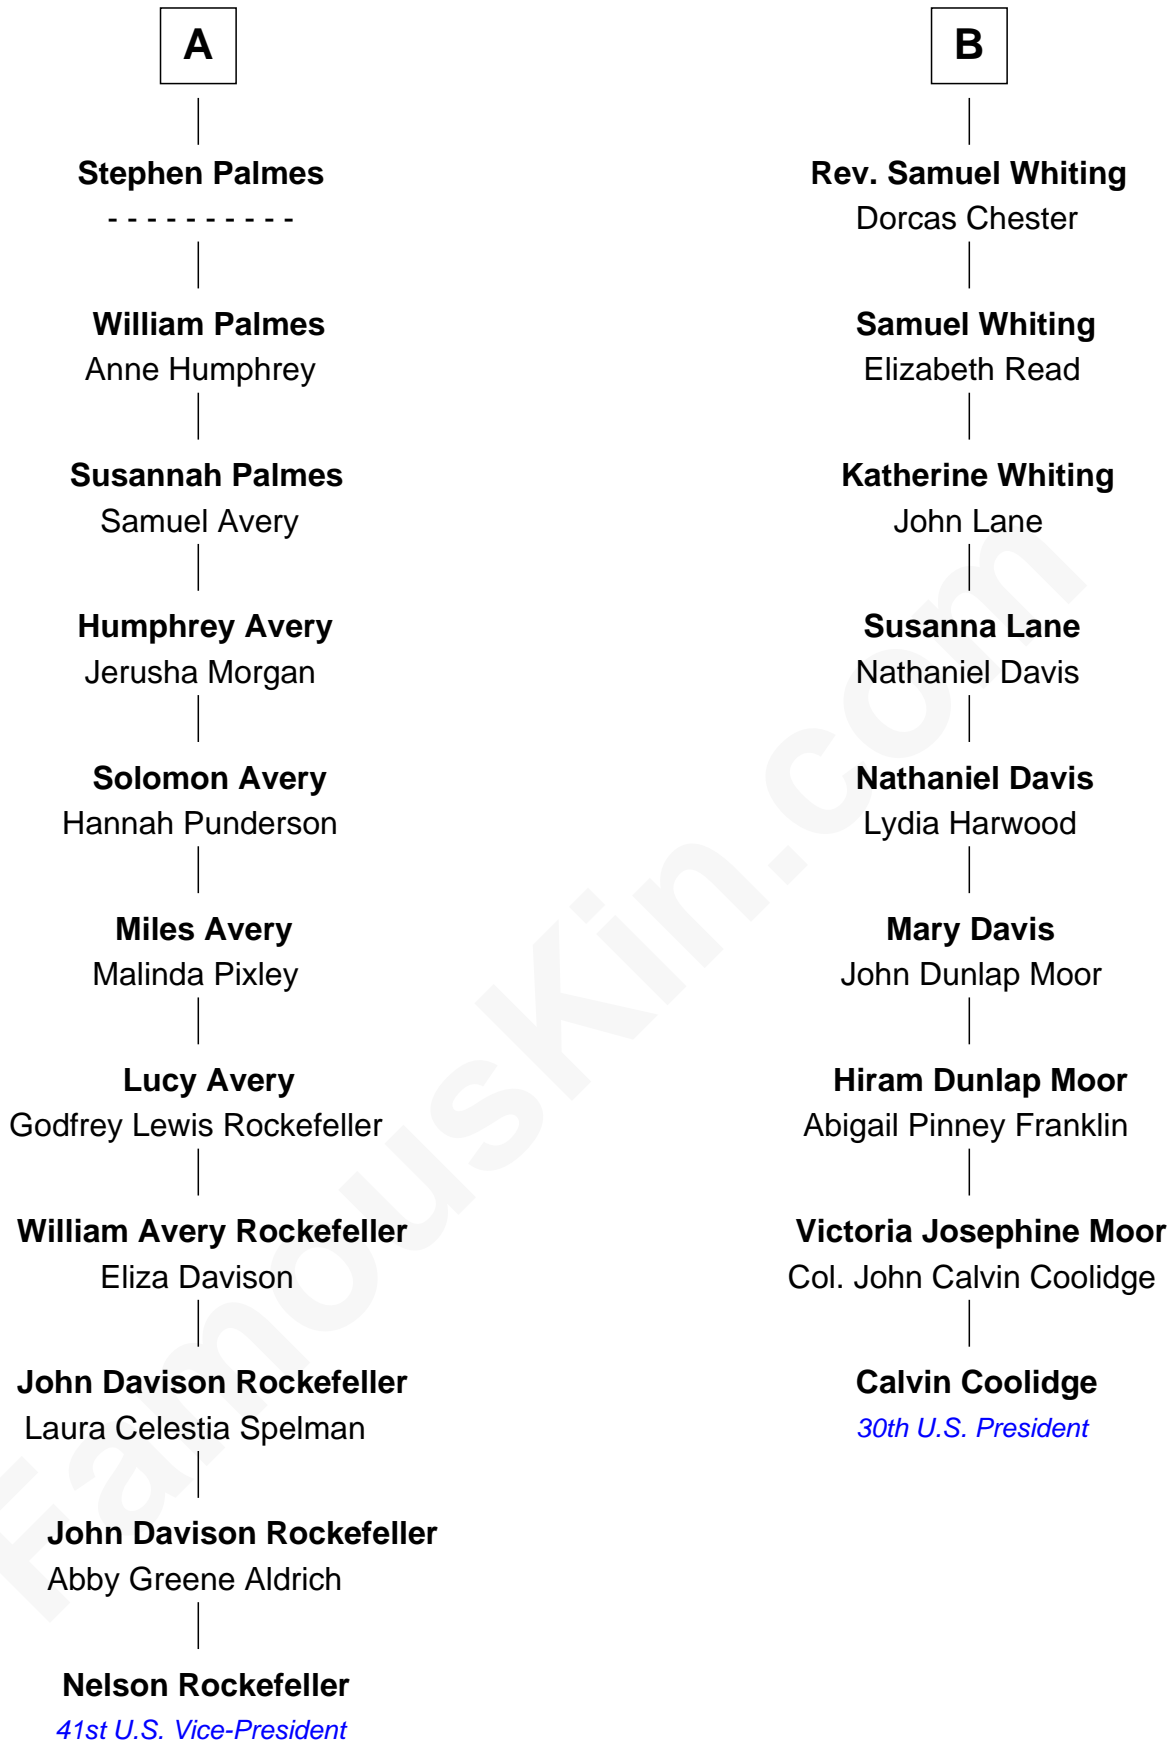 A
Stephen Palmes
- - - - - - - - - -
William Palmes
Anne Humphrey
Susannah Palmes
Samuel Avery
Humphrey Avery
Jerusha Morgan
Solomon Avery
Hannah Punderson
Miles Avery
Malinda Pixley
Lucy Avery
Godfrey Lewis Rockefeller
William Avery Rockefeller
Eliza Davison
John Davison Rockefeller
Laura Celestia Spelman
John Davison Rockefeller
Abby Greene Aldrich
Nelson Rockefeller
41st U.S. Vice-President
B
Rev. Samuel Whiting
Dorcas Chester
Samuel Whiting
Elizabeth Read
Katherine Whiting
John Lane
Susanna Lane
Nathaniel Davis
Nathaniel Davis
Lydia Harwood
Mary Davis
John Dunlap Moor
Hiram Dunlap Moor
Abigail Pinney Franklin
Victoria Josephine Moor
Col. John Calvin Coolidge
Calvin Coolidge
30th U.S. President
FamousKin.com